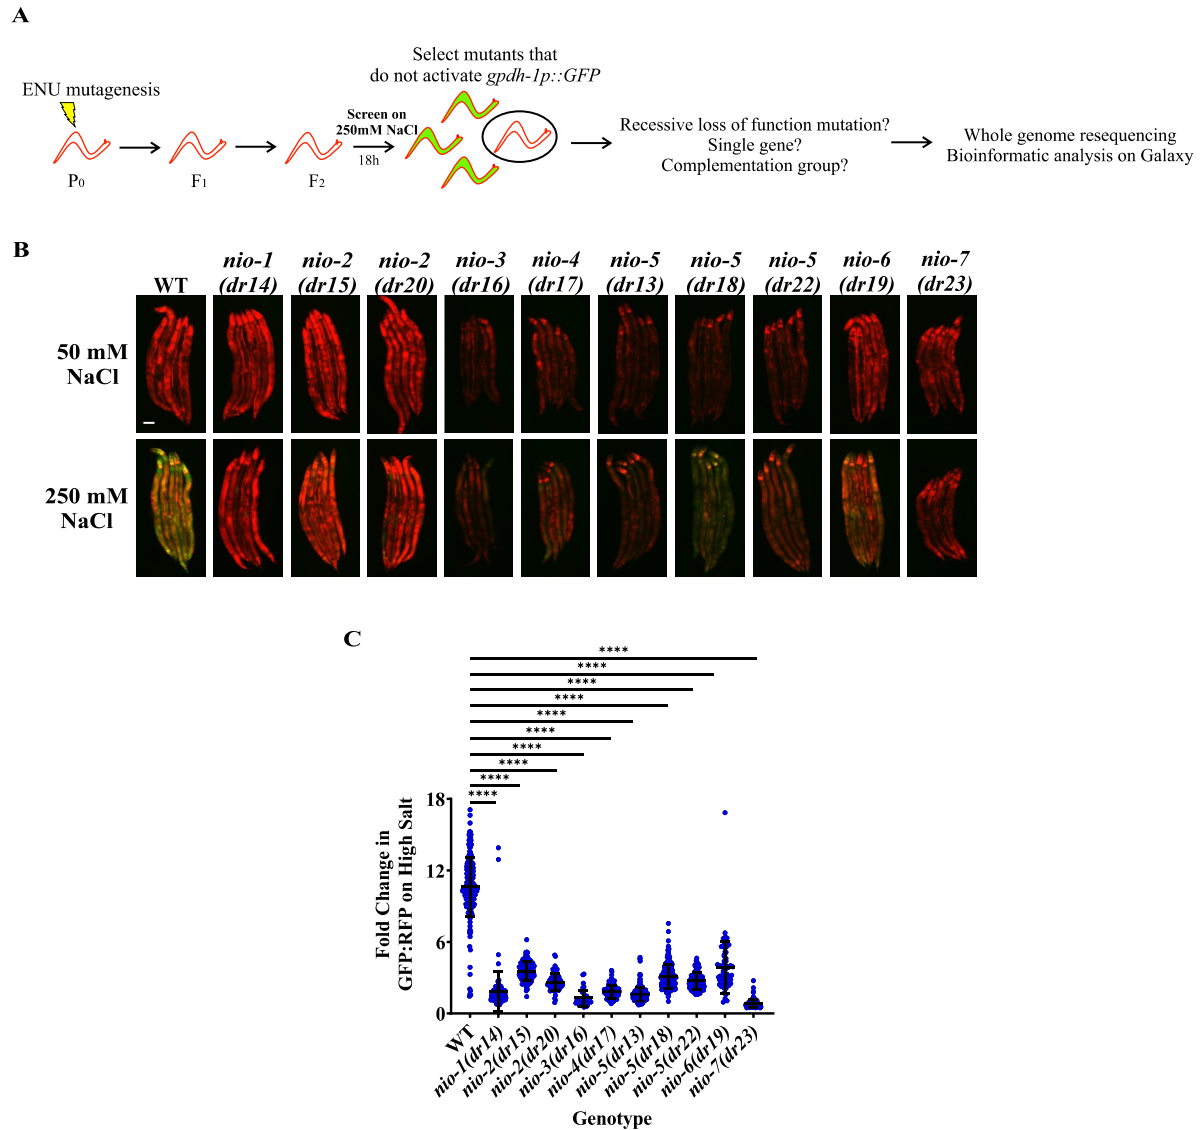 A
ENU mutagenesis
P0
F1
F2
Screen on
250mM NaCl
18h
Select mutants that
do not activate gpdh-1p::GFP
Recessive loss of function mutation?
Single gene?
Complementation group?
Whole genome resequencing
Bioinformatic analysis on Galaxy
B
WT
nio-1
(dr14)
nio-2
(dr15)
nio-2
(dr20)
nio-3
(dr16)
nio-4
(dr17)
nio-5
(dr13)
nio-5
(dr18)
nio-5
(dr22)
nio-6
(dr19)
nio-7
(dr23)
50 mM
NaCl
250 mM
NaCl
C
****
****
****
****
****
****
****
****
****
****
Fold Change in
GFP:RFP on High Salt
18
12
6
0
WT
nio-1(dr14)
nio-2(dr15)
nio-2(dr20)
nio-3(dr16)
nio-4(dr17)
nio-5(dr13)
nio-5(dr18)
nio-5(dr22)
nio-6(dr19)
nio-7(dr23)
Genotype